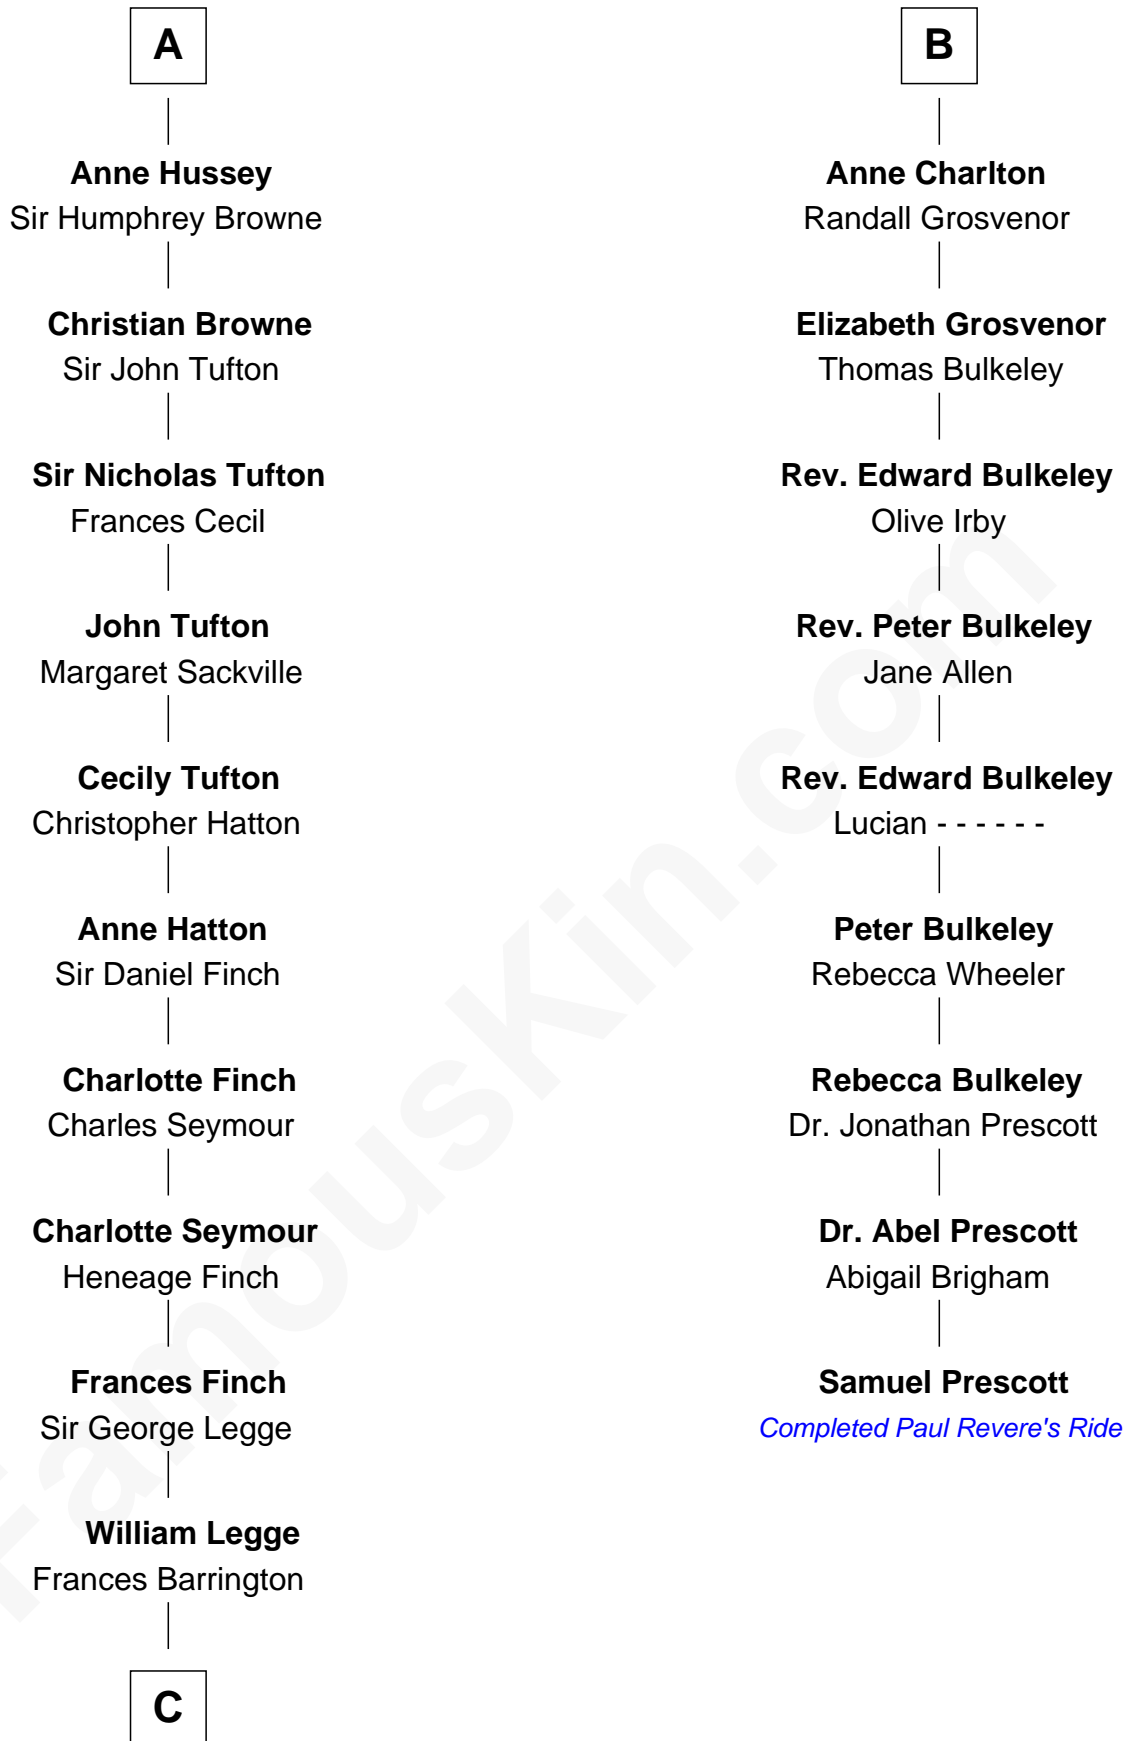 A
Anne Hussey
Sir Humphrey Browne
Christian Browne
Sir John Tufton
Sir Nicholas Tufton
Frances Cecil
John Tufton
Margaret Sackville
Cecily Tufton
Christopher Hatton
Anne Hatton
Sir Daniel Finch
Charlotte Finch
Charles Seymour
Charlotte Seymour
Heneage Finch
Frances Finch
Sir George Legge
William Legge
Frances Barrington
C
B
Anne Charlton
Randall Grosvenor
Elizabeth Grosvenor
Thomas Bulkeley
Rev. Edward Bulkeley
Olive Irby
Rev. Peter Bulkeley
Jane Allen
Rev. Edward Bulkeley
Lucian - - - - - -
Peter Bulkeley
Rebecca Wheeler
Rebecca Bulkeley
Dr. Jonathan Prescott
Dr. Abel Prescott
Abigail Brigham
Samuel Prescott
Completed Paul Revere's Ride
FamousKin.com